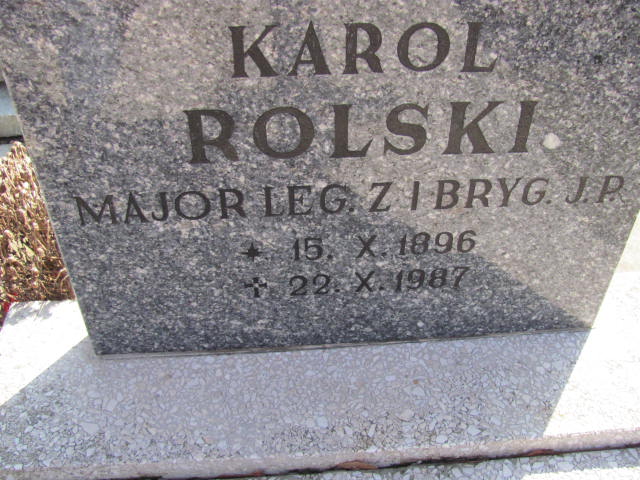 KAROL
ROLSKI
MAJOR LEG. Z I BRYG. J.P.
* 15. X. 1896
✝ 22. X. 1987